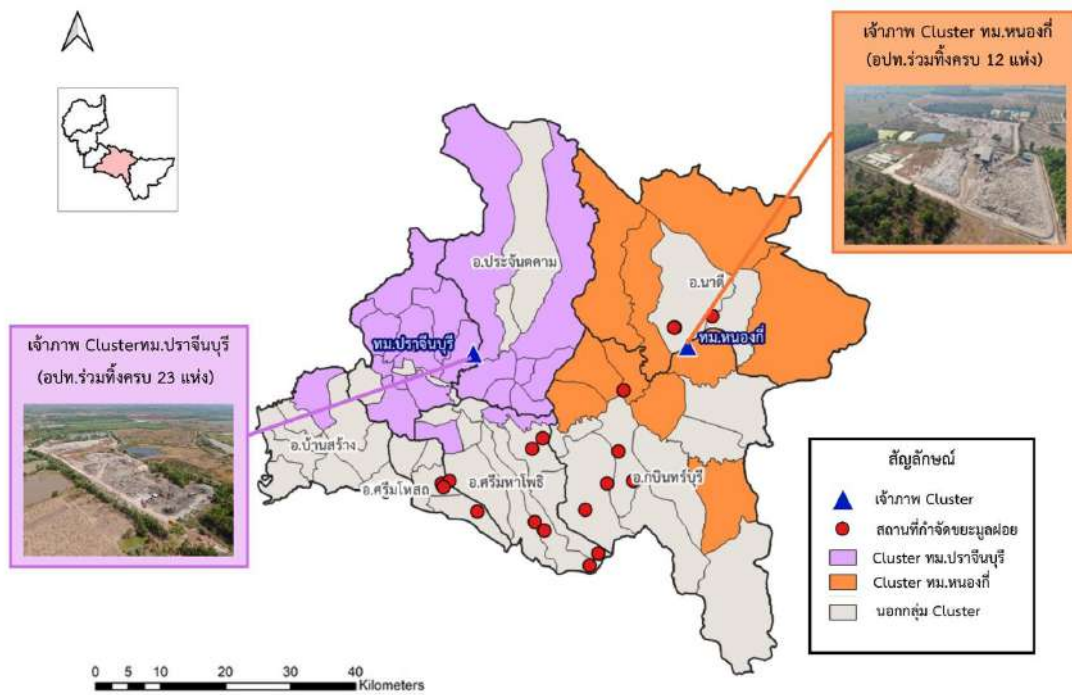 เจ้าภาพ Cluster ทม.หนองกี่
(อปท.ร่วมทิ้งครบ 12 แห่ง)
อ.ประจันตคาม
อ.นาดี
ทม.ปราจีนบุรี
ทม.หนองกี่
เจ้าภาพ Clusterทม.ปราจีนบุรี
(อปท.ร่วมทิ้งครบ 23 แห่ง)
อ.บ้านสร้าง
อ.ศรีมโหสถ
อ.ศรีมหาโพธิ
อ.กบินทร์บุรี
สัญลักษณ์
เจ้าภาพ Cluster
สถานที่กำจัดขยะมูลฝอย
Cluster ทม.ปราจีนบุรี
Cluster ทม.หนองกี่
นอกกลุ่ม Cluster
0 5 10 20 30 40
Kilometers